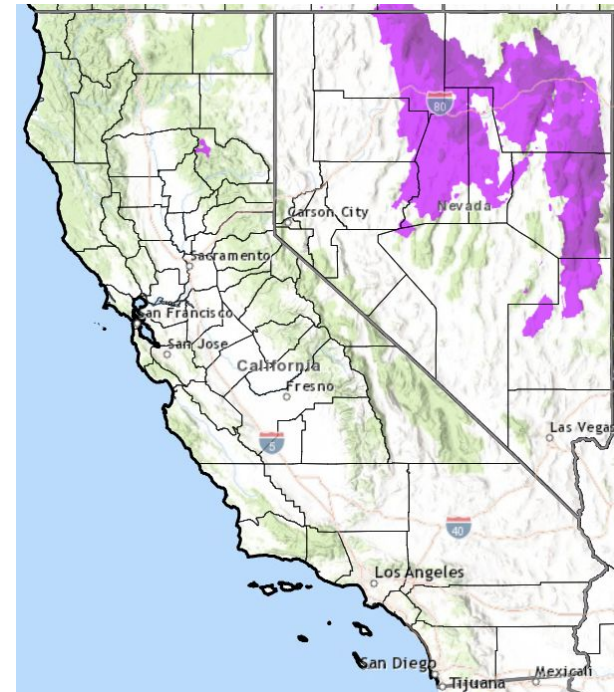 80
Nevada
Carson City
Sacramento
San Francisco
San Jose
California
Fresno
5
Las Vegas
40
Los Angeles
San Diego
Tijuana
Mexicali